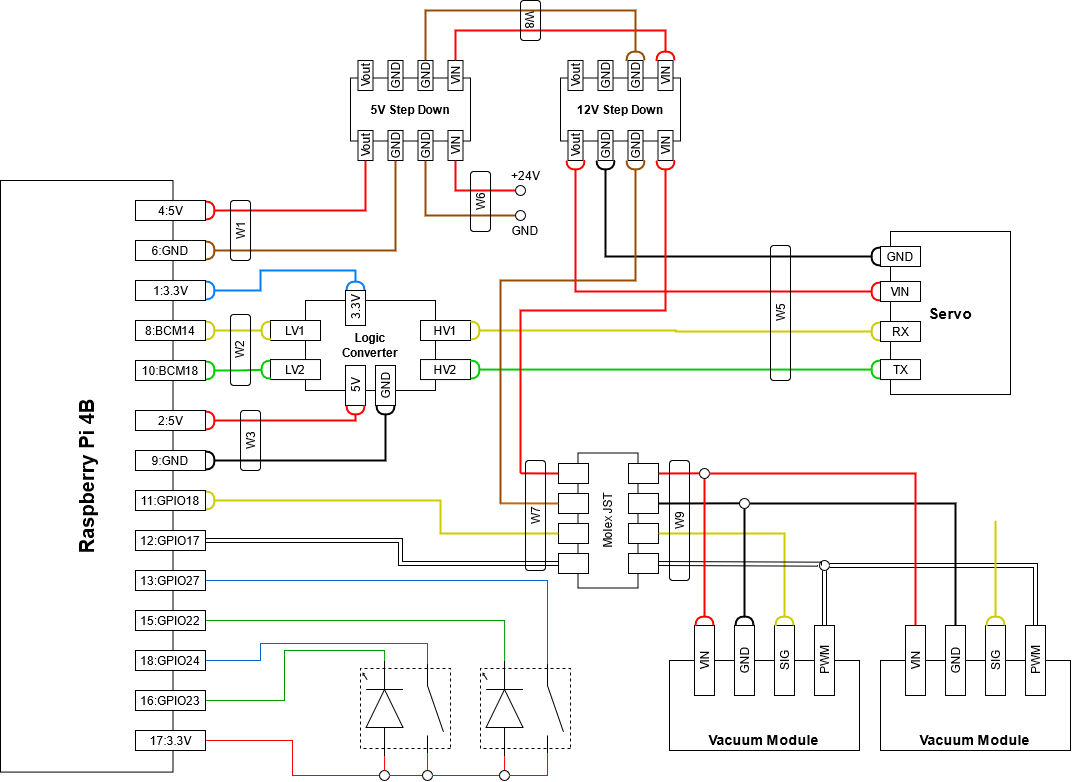 W8
Vout
GND
GND
VIN
Vout
GND
GND
VIN
5V Step Down
12V Step Down
Vout
GND
GND
VIN
Vout
GND
GND
VIN
+24V
W6
GND
4:5V
W1
6:GND
GND
1:3.3V
3.3V
VIN
W5
Servo
8:BCM14
W2
LV1
HV1
RX
Logic
Converter
10:BCM18
LV2
HV2
TX
5V
GND
2:5V
W3
Raspberry Pi 4B
9:GND
11:GPIO18
W7
Molex JST
W9
12:GPIO17
13:GPIO27
15:GPIO22
18:GPIO24
VIN
GND
SIG
PWM
VIN
GND
SIG
PWM
16:GPIO23
17:3.3V
Vacuum Module
Vacuum Module